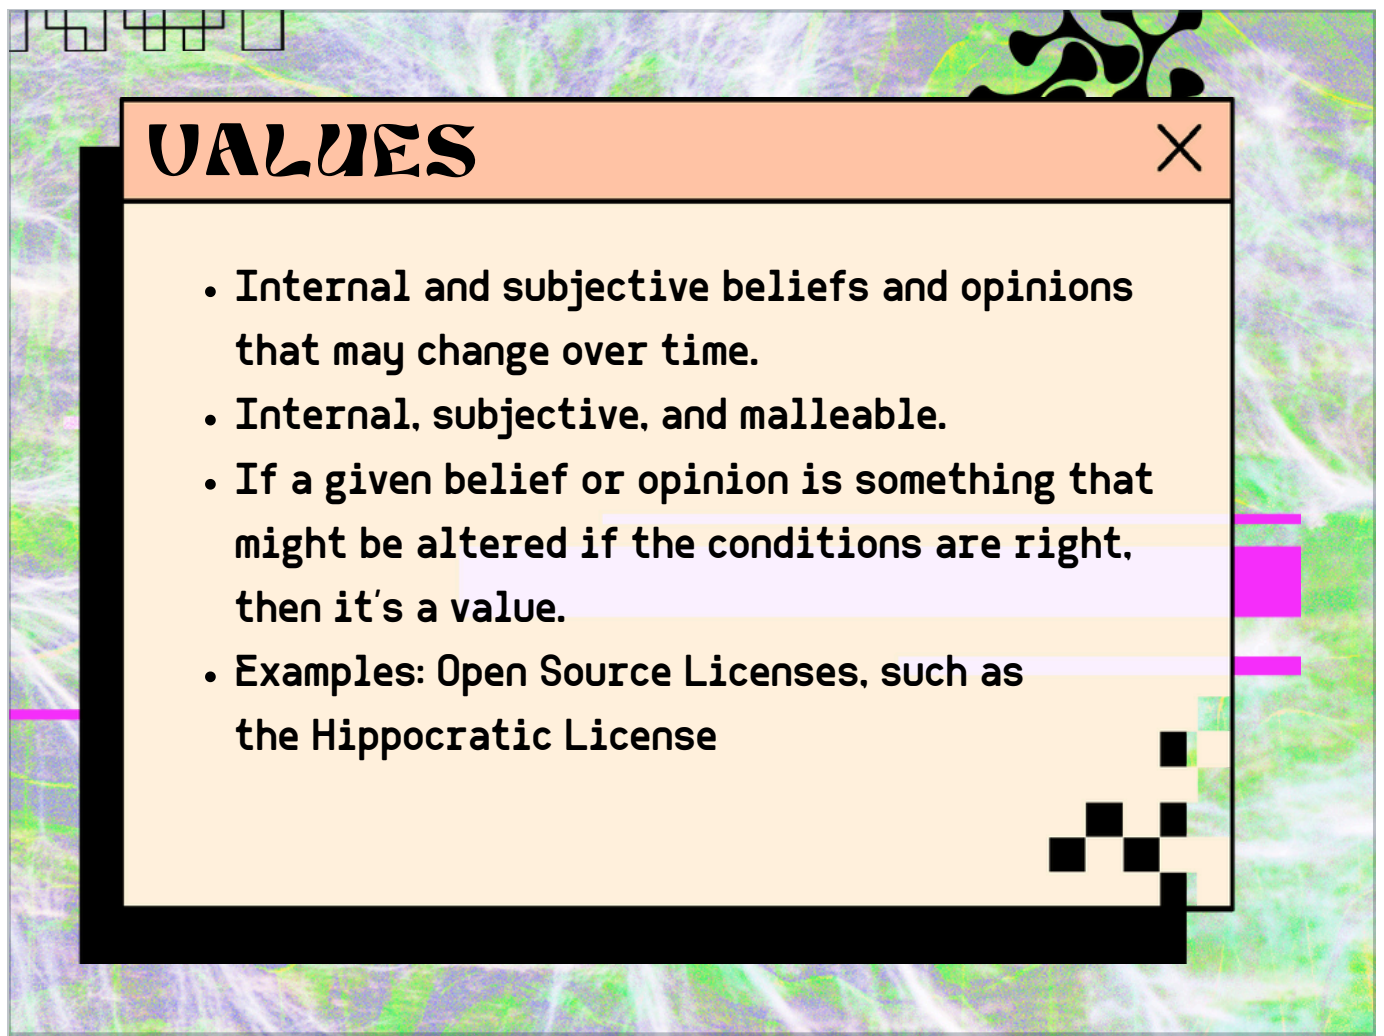 VALUES
• Internal and subjective beliefs and opinions
that may change over time.
• Internal, subjective, and malleable.
• If a given belief or opinion is something that
might be altered if the conditions are right,
then it's a value.
• Examples: Open Source Licenses, such as
the Hippocratic License